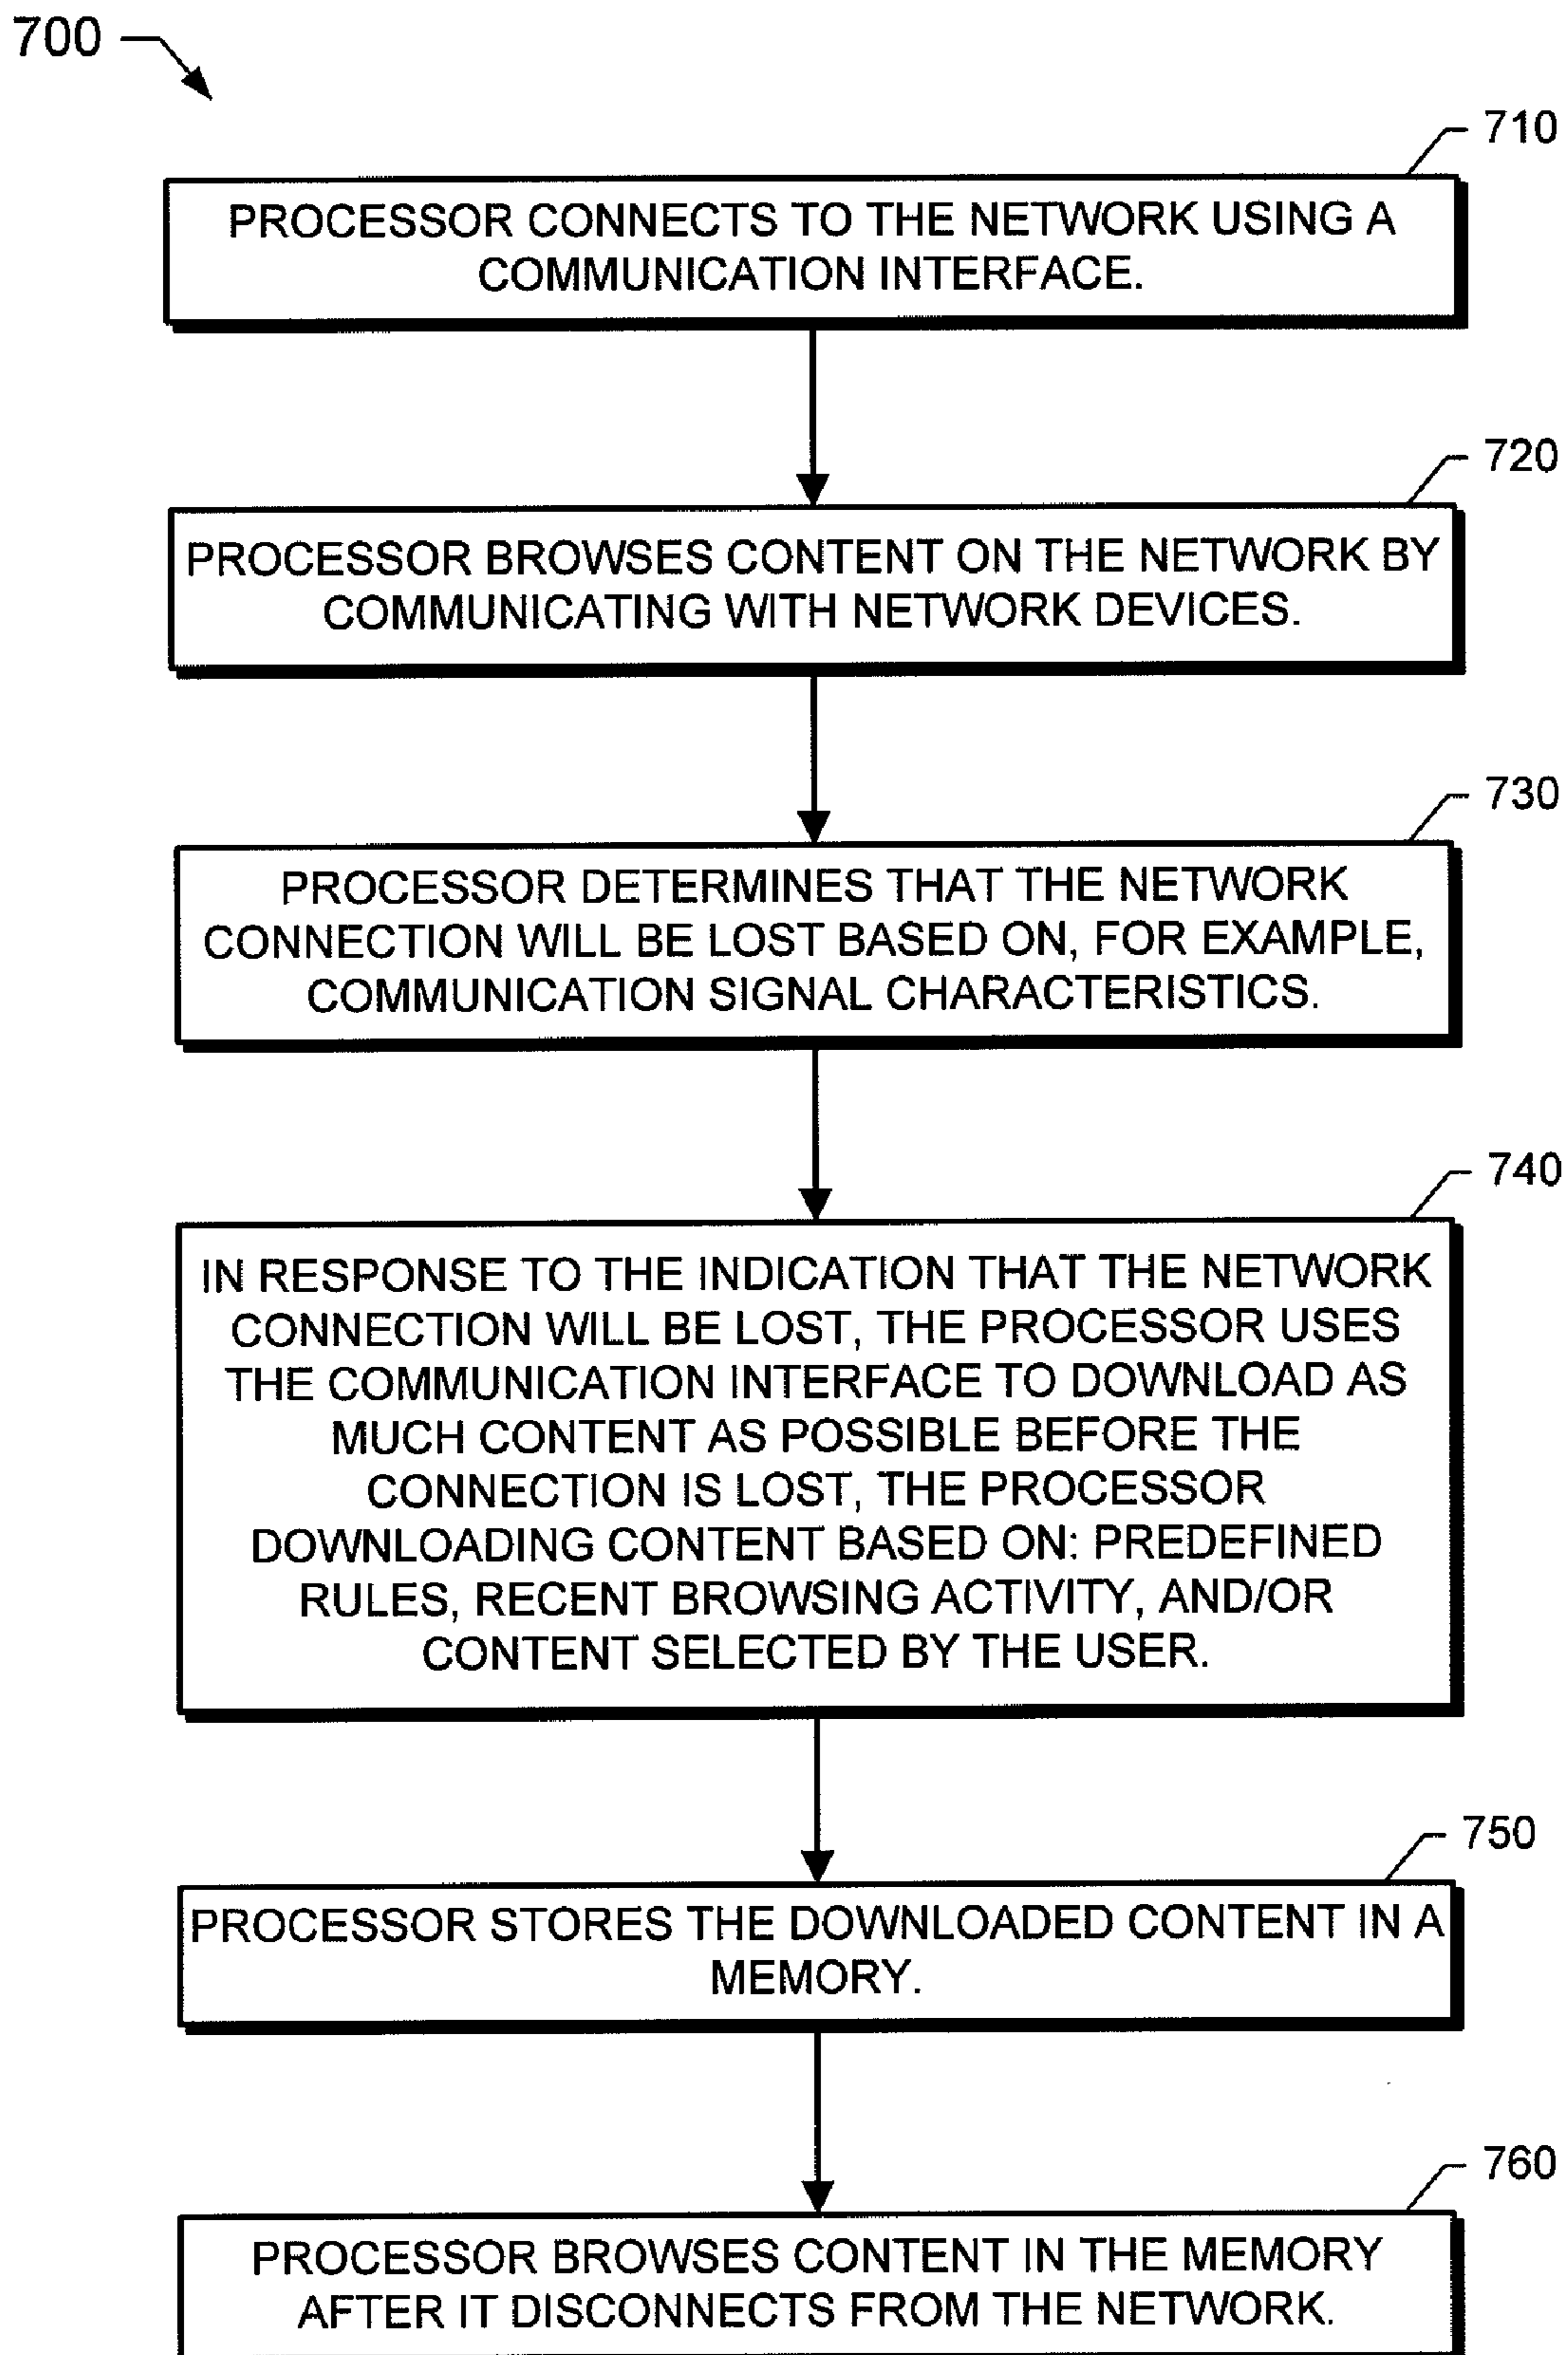 700
710
PROCESSOR CONNECTS TO THE NETWORK USING A
COMMUNICATION INTERFACE.
720
PROCESSOR BROWSES CONTENT ON THE NETWORK BY
COMMUNICATING WITH NETWORK DEVICES.
730
PROCESSOR DETERMINES THAT THE NETWORK
CONNECTION WILL BE LOST BASED ON, FOR EXAMPLE,
COMMUNICATION SIGNAL CHARACTERISTICS.
740
IN RESPONSE TO THE INDICATION THAT THE NETWORK
CONNECTION WILL BE LOST, THE PROCESSOR USES
THE COMMUNICATION INTERFACE TO DOWNLOAD AS
MUCH CONTENT AS POSSIBLE BEFORE THE
CONNECTION IS LOST, THE PROCESSOR
DOWNLOADING CONTENT BASED ON: PREDEFINED
RULES, RECENT BROWSING ACTIVITY, AND/OR
CONTENT SELECTED BY THE USER.
750
PROCESSOR STORES THE DOWNLOADED CONTENT IN A
MEMORY.
760
PROCESSOR BROWSES CONTENT IN THE MEMORY
AFTER IT DISCONNECTS FROM THE NETWORK.